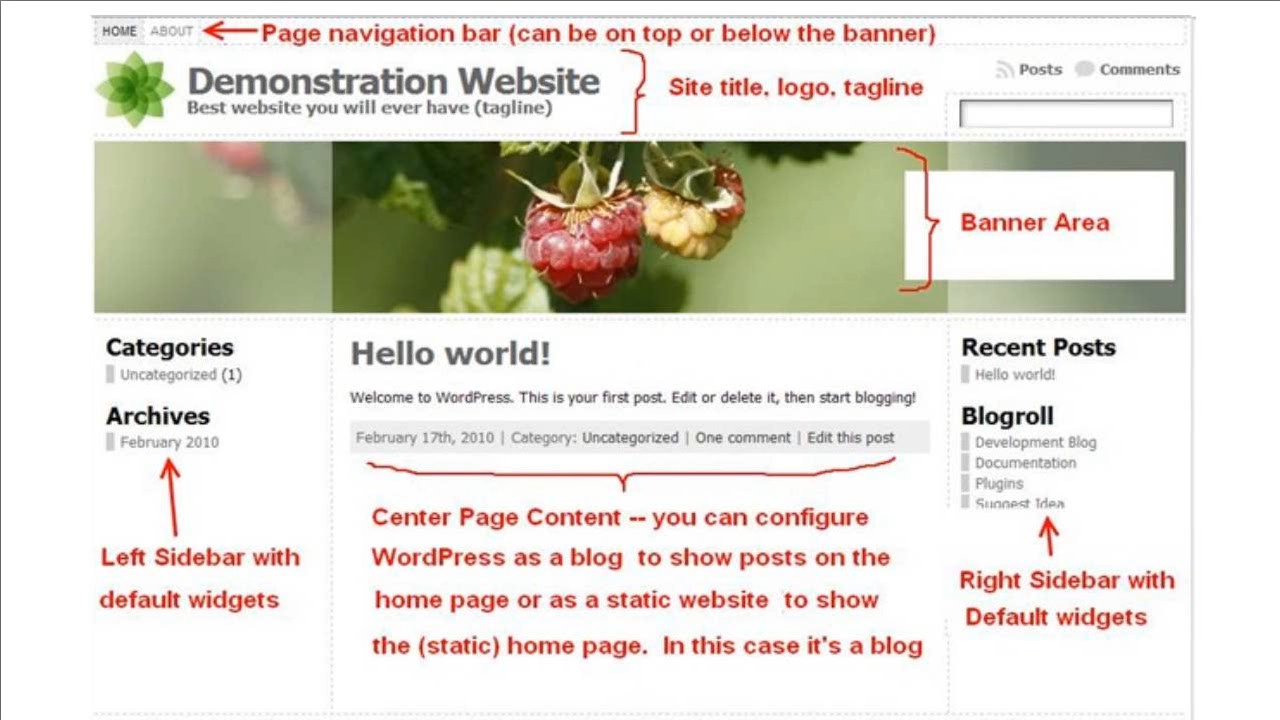 HOME ABOUT Page navigation bar (can be on top or below the banner)
Demonstration Website
Best website you will ever have (tagline)
Site title, logo, tagline
Posts Comments
Banner Area
Categories
Uncategorized (1)
Archives
February 2010
Left Sidebar with
default widgets
Hello world!
Welcome to WordPress. This is your first post. Edit or delete it, then start blogging!
February 17th, 2010 | Category: Uncategorized | One comment | Edit this post
Center Page Content -- you can configure
WordPress as a blog to show posts on the
home page or as a static website to show
the (static) home page. In this case it's a blog
Recent Posts
Hello world!
Blogroll
Development Blog
Documentation
Plugins
Suggest Idea
Right Sidebar with
Default widgets